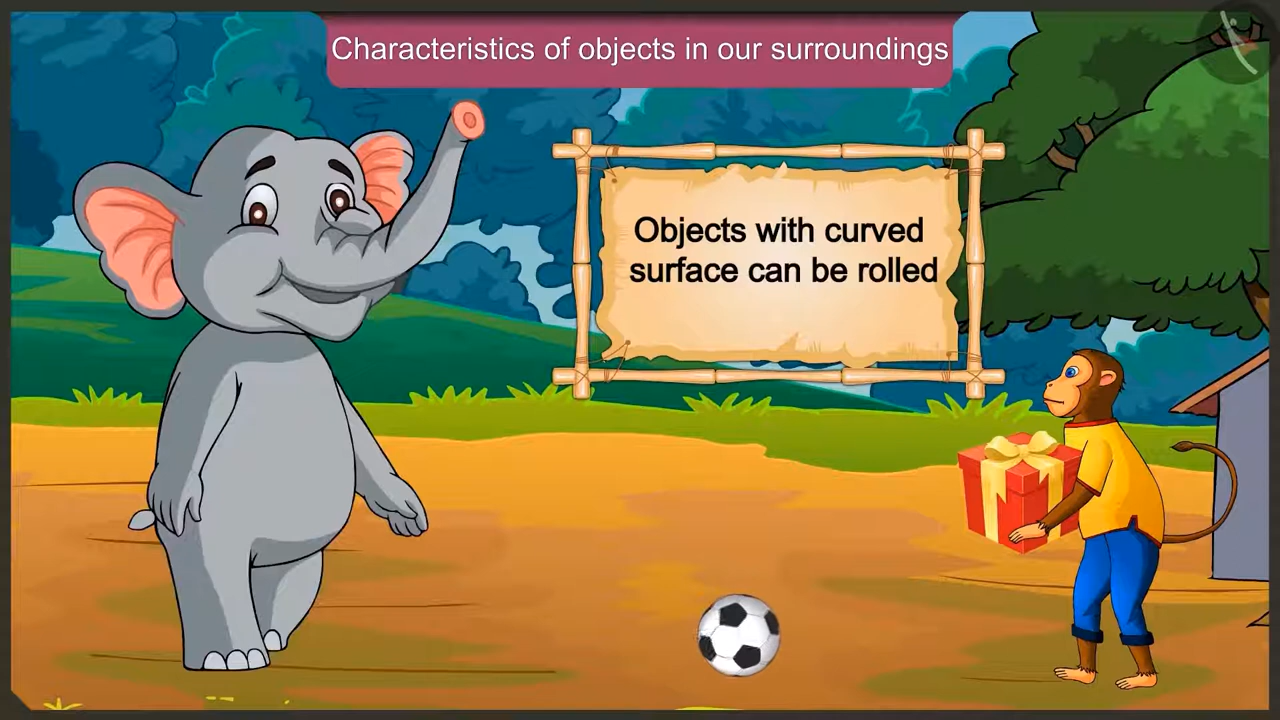 Characteristics of objects in our surroundings
Objects with curved
surface can be rolled